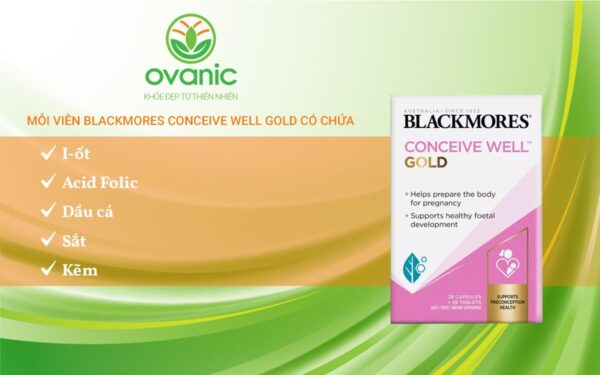 ovanic
KHỎE ĐẸP TỪ THIÊN NHIÊN
MỖI VIÊN BLACKMORES CONCEIVE WELL GOLD CÓ CHỨA
I-ốt
Acid Folic
Dầu cá
Sắt
Kẽm
AUSTRALIA • SINCE 1932
BLACKMORES®
CONCEIVE WELL™
GOLD
• Helps prepare the body
for pregnancy
• Supports healthy foetal
development
28 CAPSULES
+ 28 TABLETS
SUPPORTS
PRECONCEPTION
HEALTH